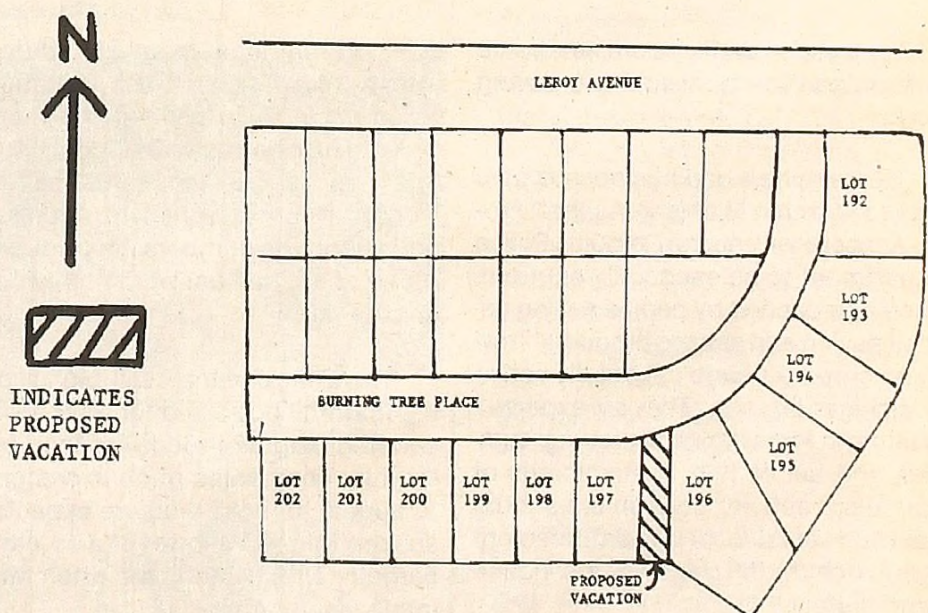 N
LEROY AVENUE
LOT
192
LOT
193
LOT
194
LOT
195
INDICATES
PROPOSED
VACATION
BURNING TREE PLACE
LOT
202
LOT
201
LOT
200
LOT
199
LOT
198
LOT
197
LOT
196
PROPOSED
VACATION